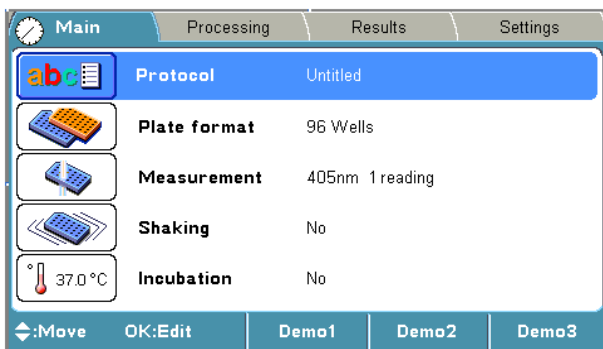 Main Processing Results Settings
abc Protocol Untitled
Plate format 96 Wells
Measurement 405nm 1 reading
Shaking No
37.0 °C Incubation No
:Move OK:Edit Demo1 Demo2 Demo3